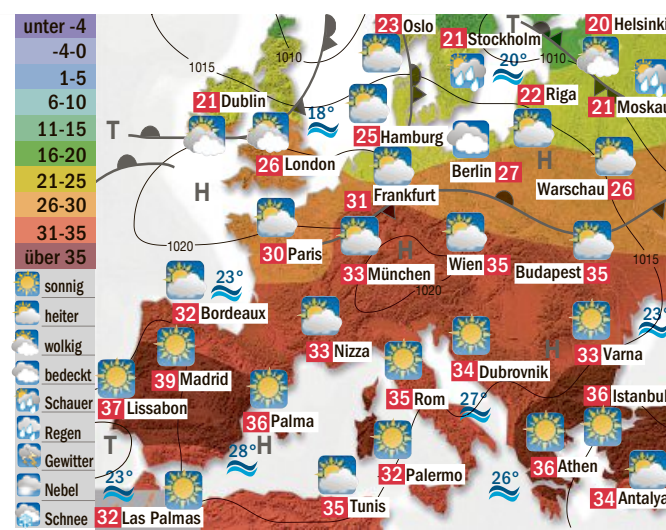 unter -4
-4-0
1-5
6-10
11-15
16-20
21-25
26-30
31-35
über 35
sonnig
heiter
wolkig
bedeckt
Schauer
Regen
Gewitter
Nebel
Schnee
23 Oslo
21 Stockholm
20 Helsinki
T
T
1010
1015
1010
20°
21 Dublin
18°
22 Riga
21 Moskau
25 Hamburg
T
26 London
Berlin 27
H
Warschau 26
H
31 Frankfurt
1020
30 Paris
33 München
H
Wien 35
Budapest 35
1015
1020
23°
32 Bordeaux
23°
33 Nizza
34 Dubrovnik
H
33 Varna
39 Madrid
37 Lissabon
36 Palma
35 Rom
27°
36 Istanbul
T
28°
H
32 Palermo
36 Athen
23°
26°
32 Las Palmas
35 Tunis
34 Antalya